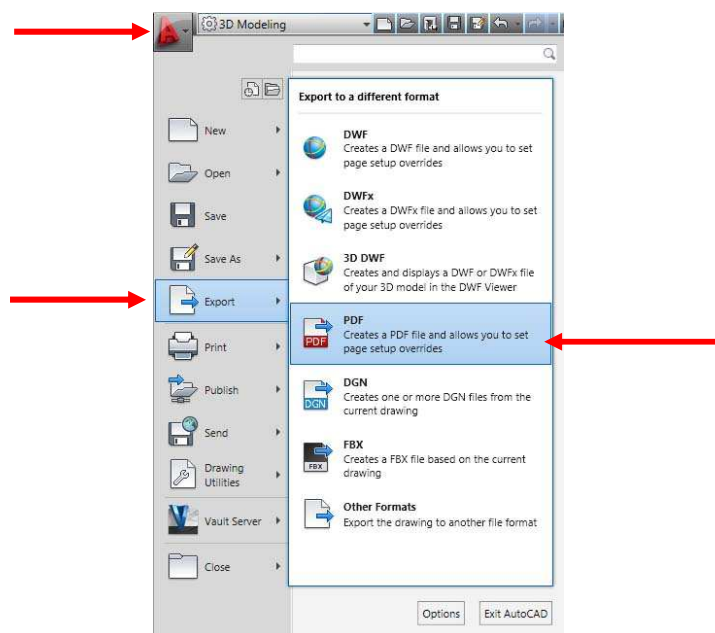 3D Modeling
Export to a different format
New
Open
Save
Save As
Export
Print
Publish
Send
Drawing
Utilities
Vault Server
Close
DWF
Creates a DWF file and allows you to set
page setup overrides
DWFx
Creates a DWFx file and allows you to set
page setup overrides
3D DWF
Creates and displays a DWF or DWFx file
of your 3D model in the DWF Viewer
PDF
PDF
Creates a PDF file and allows you to set
page setup overrides
DGN
DGN
Creates one or more DGN files from the
current drawing
FBX
FBX
Creates a FBX file based on the current
drawing
Other Formats
Export the drawing to another file format
Options
Exit AutoCAD